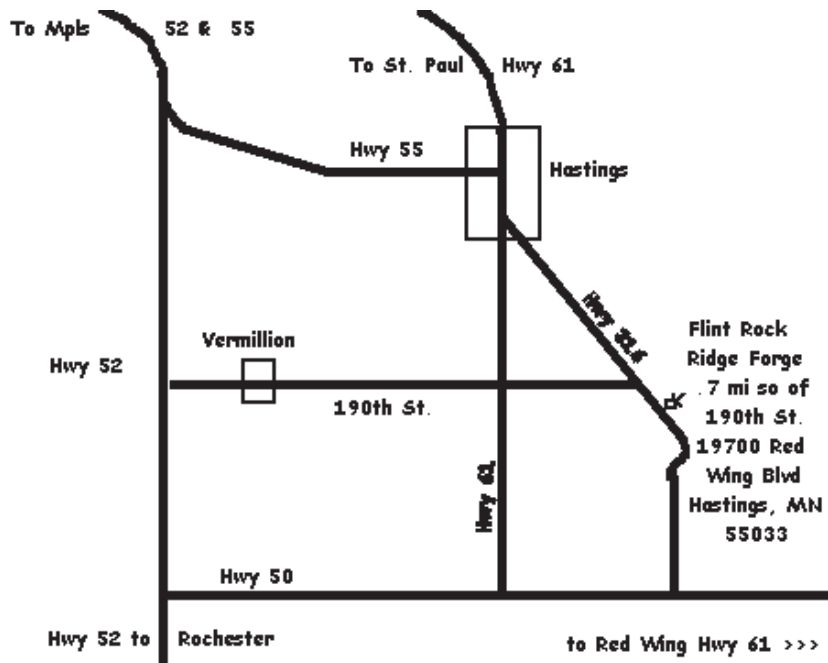 To Mpls
52 & 55
To St. Paul
Hwy 61
Hwy 55
Hastings
Vermillion
Hwy 52
190th St.
Hwy
Flint Rock
Ridge Forge
.7 mi so of
190th St.
19700 Red
Wing Blvd
Hastings, MN
55033
Hwy 61
Hwy 50
Hwy 52 to
Rochester
to Red Wing Hwy 61 >>>